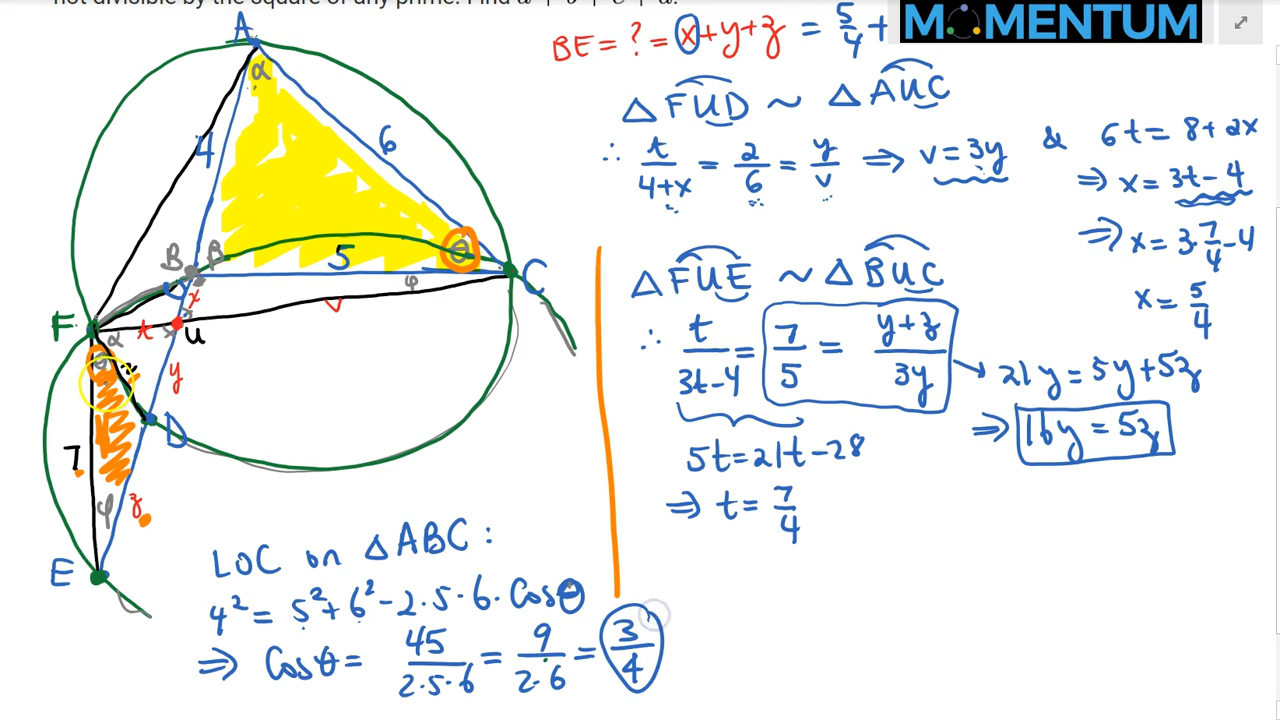 not divisible by the square of any prime. Find
BE = ? = x+y+z = 5/4 +
MOMENTUM
△FUD ~ △AUC
∴ t/(4+x) = 2/6 = y/v ⇒ v = 3y & 6t = 8+2x
⇒ x = 3t-4
⇒ x = 3·7/4-4
x = 5/4
△FUE ~ △BUC
∴ t/(3t-4) = 7/5 = (y+z)/3y → 21y = 5y+5z
⇒ 16y = 5z
5t = 21t-28
⇒ t = 7/4
A
α
4
6
B
β
5
θ
C
φ
x
v
F
t
u
α
θ
y
D
7
z
φ
E
LOC on △ABC:
4² = 5²+6²-2·5·6·Cosθ
⇒ Cosθ = 45/(2·5·6) = 9/(2·6) = 3/4